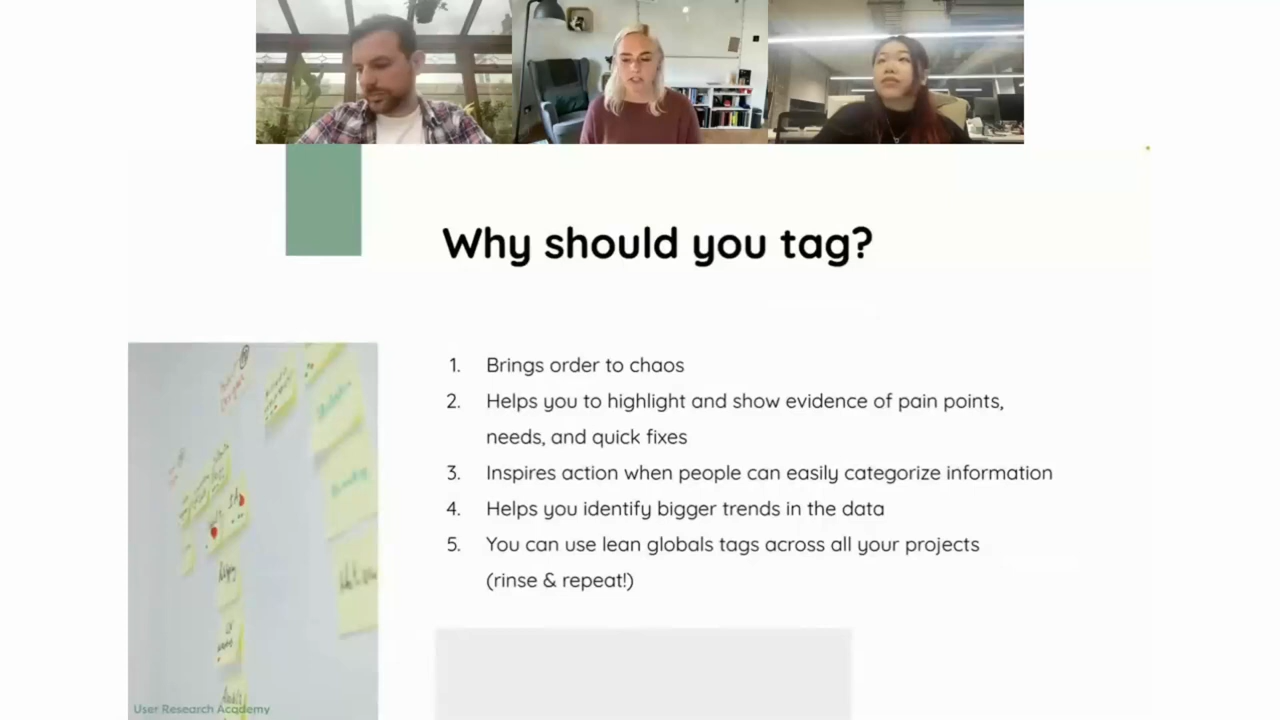 Why should you tag?
1. Brings order to chaos
2. Helps you to highlight and show evidence of pain points,
needs, and quick fixes
3. Inspires action when people can easily categorize information
4. Helps you identify bigger trends in the data
5. You can use lean globals tags across all your projects
(rinse & repeat!)
User Research Academy